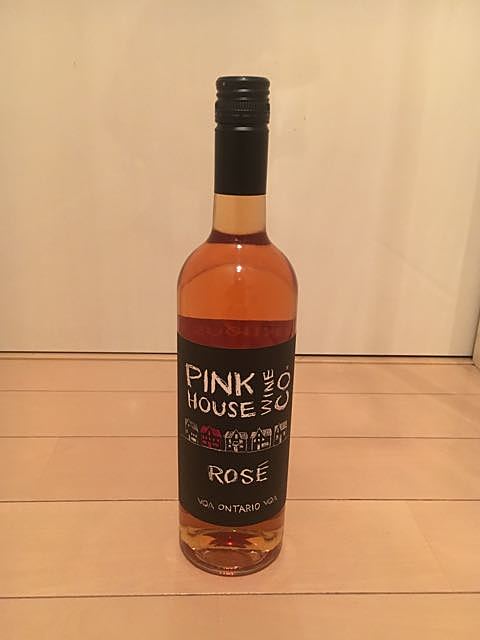 PINK
HOUSE
WINE
CO.
ROSÉ
VQA ONTARIO VQA